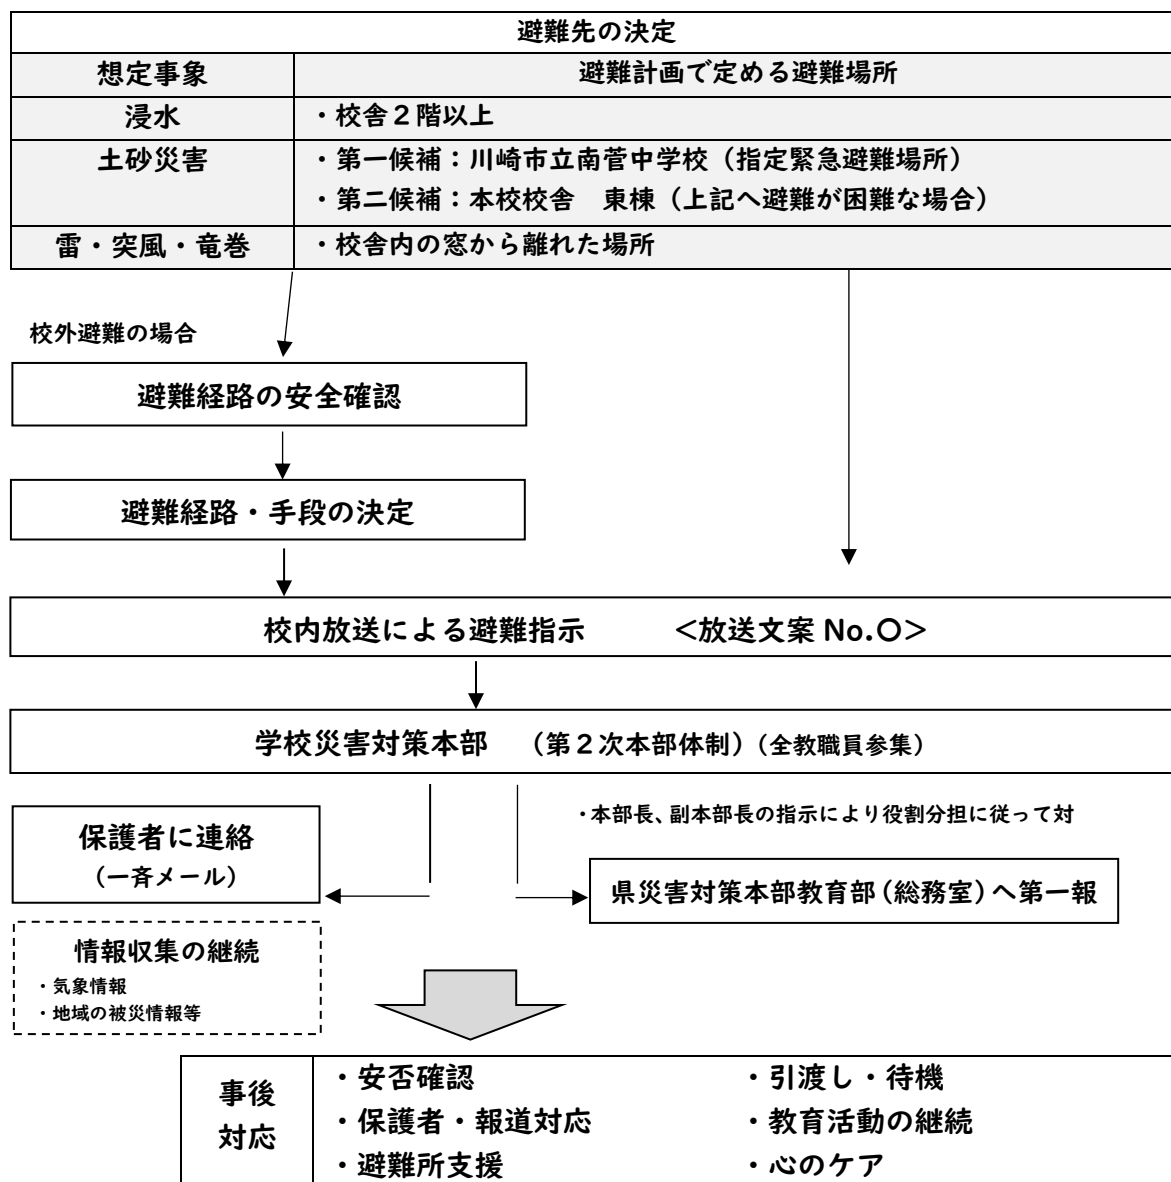 避難先の決定
想定事象 避難計画で定める避難場所
浸水 ・校舎２階以上
土砂災害 ・第一候補：川崎市立南菅中学校（指定緊急避難場所）
・第二候補：本校校舎　東棟（上記へ避難が困難な場合）
雷・突風・竜巻 ・校舎内の窓から離れた場所
校外避難の場合
避難経路の安全確認
避難経路・手段の決定
校内放送による避難指示　　　＜放送文案 No.〇＞
学校災害対策本部　（第２次本部体制）（全教職員参集）
・本部長、副本部長の指示により役割分担に従って対
保護者に連絡
（一斉メール）
県災害対策本部教育部（総務室）へ第一報
情報収集の継続
・気象情報
・地域の被災情報等
事後
対応
・安否確認
・保護者・報道対応
・避難所支援
・引渡し・待機
・教育活動の継続
・心のケア